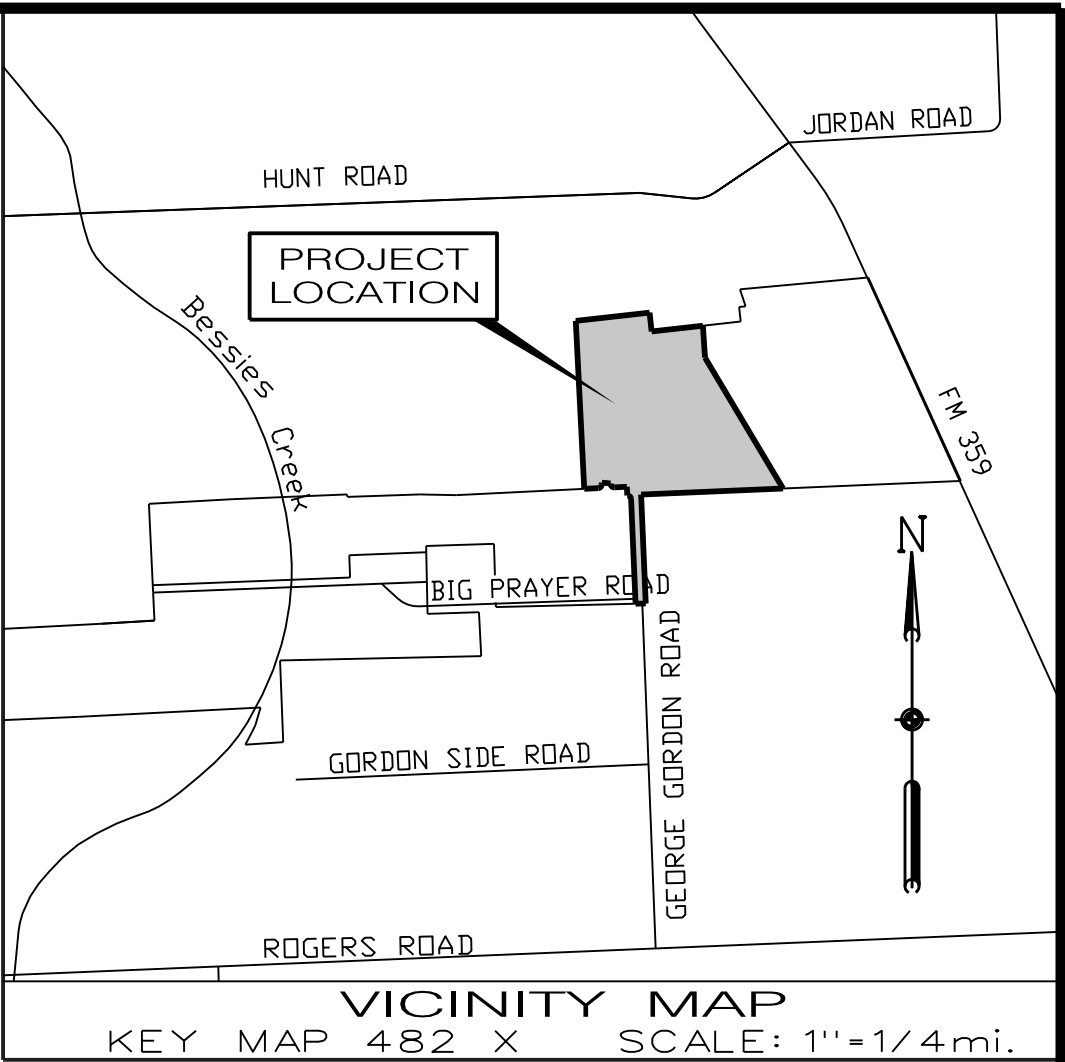 JORDAN ROAD
HUNT ROAD
PROJECT
LOCATION
Bessies Creek
FM 359
N
BIG PRAYER ROAD
GEORGE GORDON ROAD
GORDON SIDE ROAD
ROGERS ROAD
VICINITY MAP
KEY MAP 482 X SCALE: 1"=1/4mi.